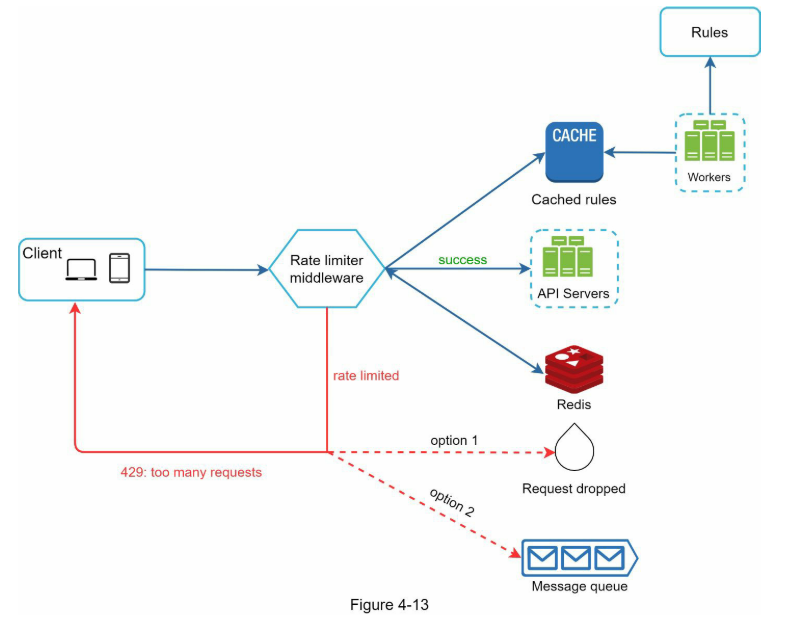 Rules
CACHE
Workers
Cached rules
Client
Rate limiter
middleware
success
API Servers
rate limited
Redis
option 1
429: too many requests
Request dropped
option 2
Message queue
Figure 4-13